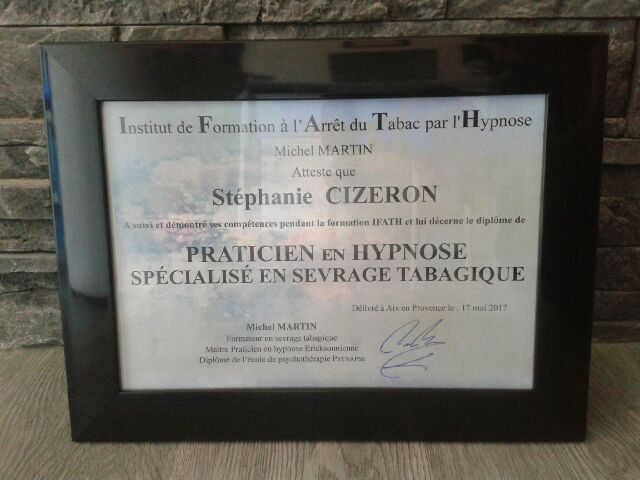 Institut de Formation à l'Arrêt du Tabac par l'Hypnose
Michel MARTIN
Atteste que
Stéphanie CIZERON
A suivi et démontré ses compétences pendant la formation IFATH et lui décerne le diplôme de
PRATICIEN EN HYPNOSE
SPÉCIALISÉ EN SEVRAGE TABAGIQUE
Délivré à Aix en Provence le : 17 mai 2017
Michel MARTIN
Formateur en sevrage tabagique
Maitre Praticien en hypnose Ericksonnienne
Diplômé de l'école de psychothérapie PSYNAPSE